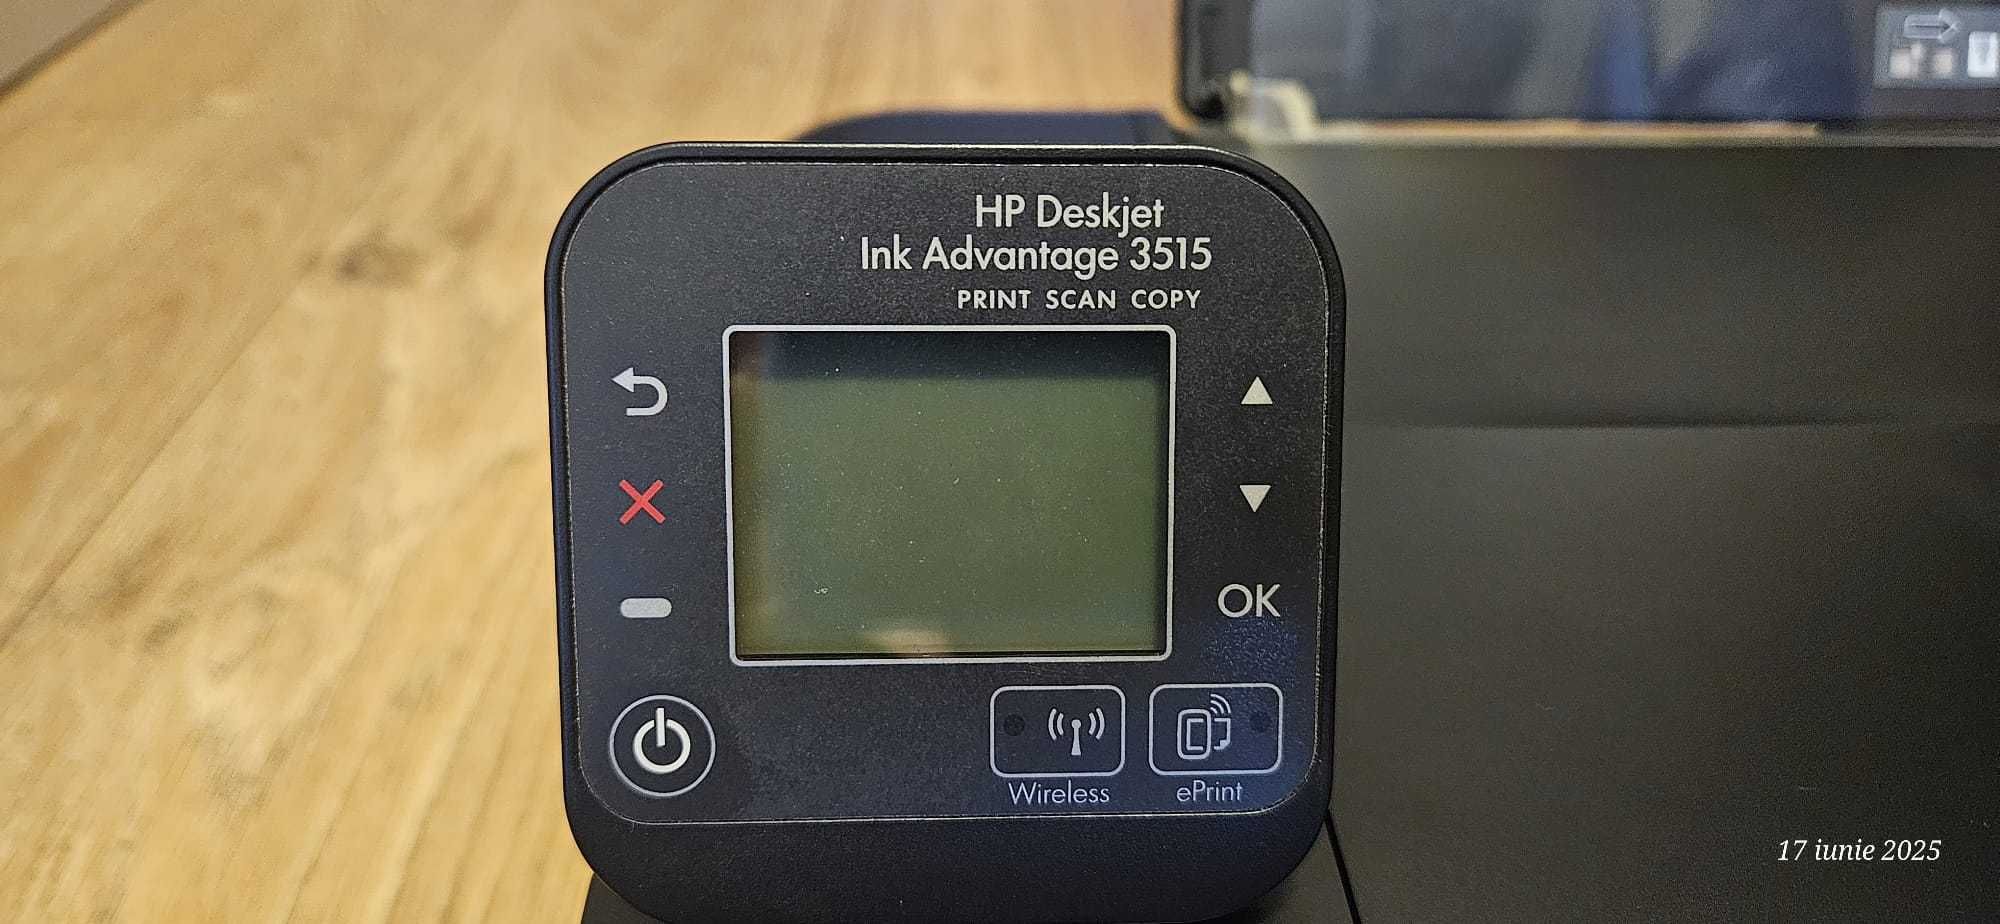 HP Deskjet
Ink Advantage 3515
PRINT SCAN COPY
OK
Wireless
ePrint
17 iunie 2025